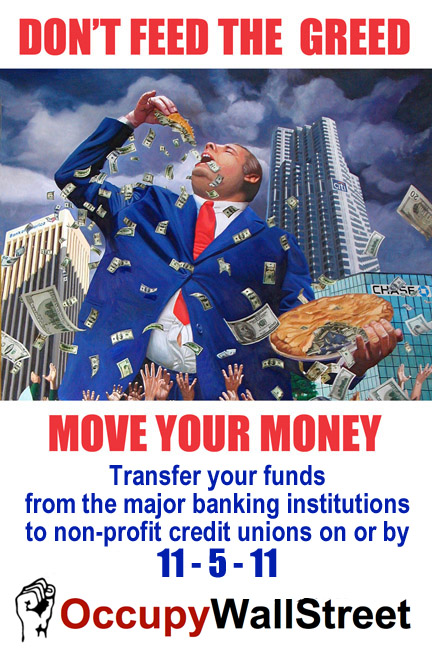 DON'T FEED THE GREED
citi
CHASE
MOVE YOUR MONEY
Transfer your funds
from the major banking institutions
to non-profit credit unions on or by
11 - 5 - 11
OccupyWallStreet